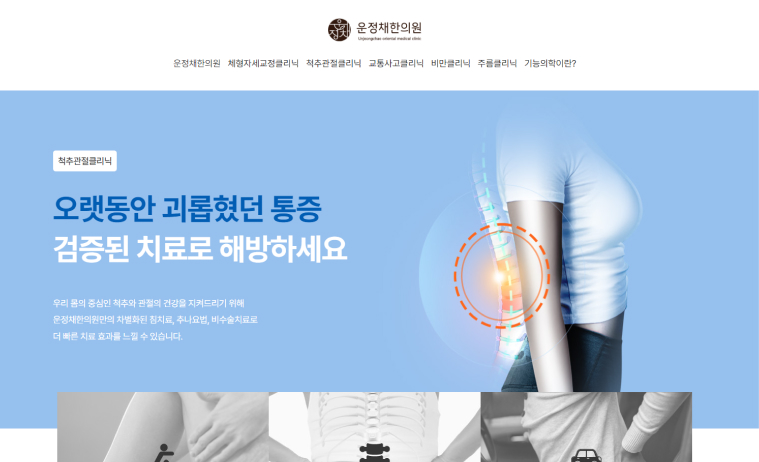 운정채한의원
Unjeongchae oriental medical clinic
운정채한의원 체형자세교정클리닉 척추관절클리닉 교통사고클리닉 비만클리닉 주름클리닉 기능의학이란?
척추관절클리닉
오랫동안 괴롭혔던 통증
검증된 치료로 해방하세요
우리 몸의 중심인 척추와 관절의 건강을 지켜드리기 위해
운정채한의원만의 차별화된 침치료, 추나요법, 비수술치료로
더 빠른 치료 효과를 느낄 수 있습니다.